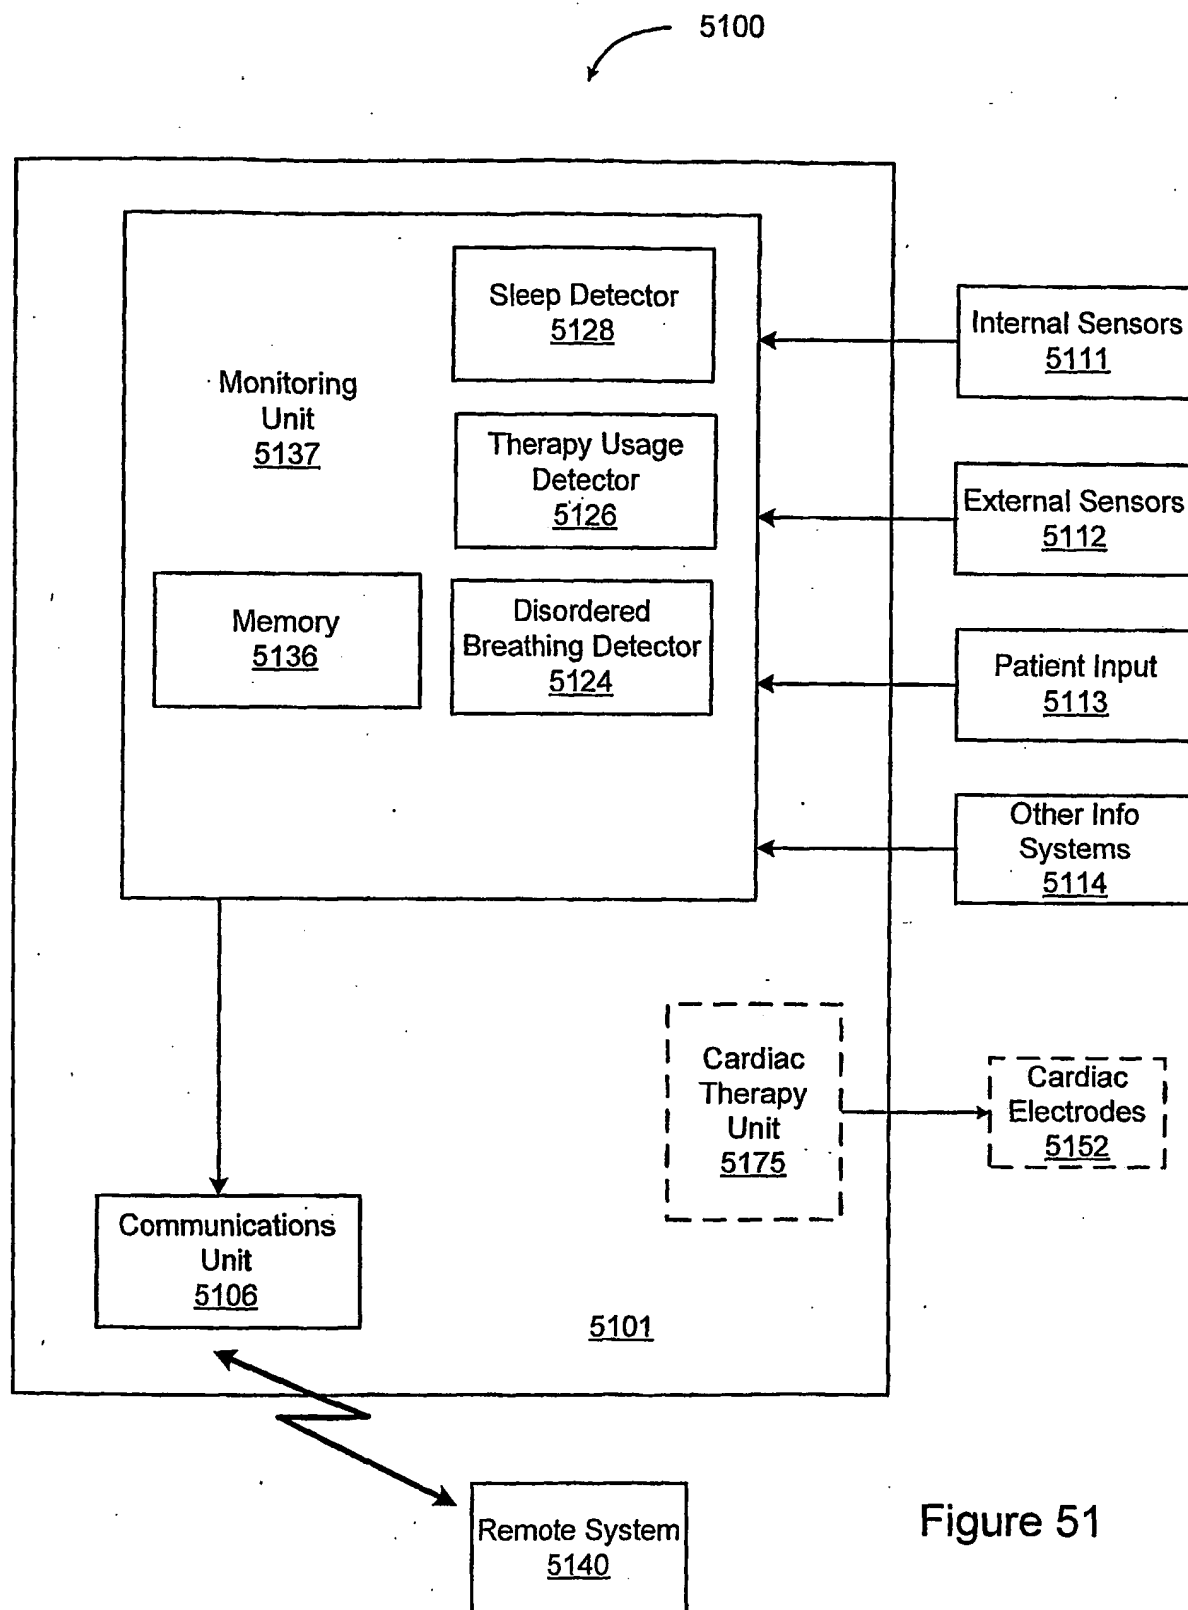 5100
Sleep Detector
5128
Monitoring
Unit
5137
Therapy Usage
Detector
5126
Memory
5136
Disordered
Breathing Detector
5124
Internal Sensors
5111
External Sensors
5112
Patient Input
5113
Other Info
Systems
5114
Cardiac
Therapy
Unit
5175
Cardiac
Electrodes
5152
Communications
Unit
5106
5101
Remote System
5140
Figure 51